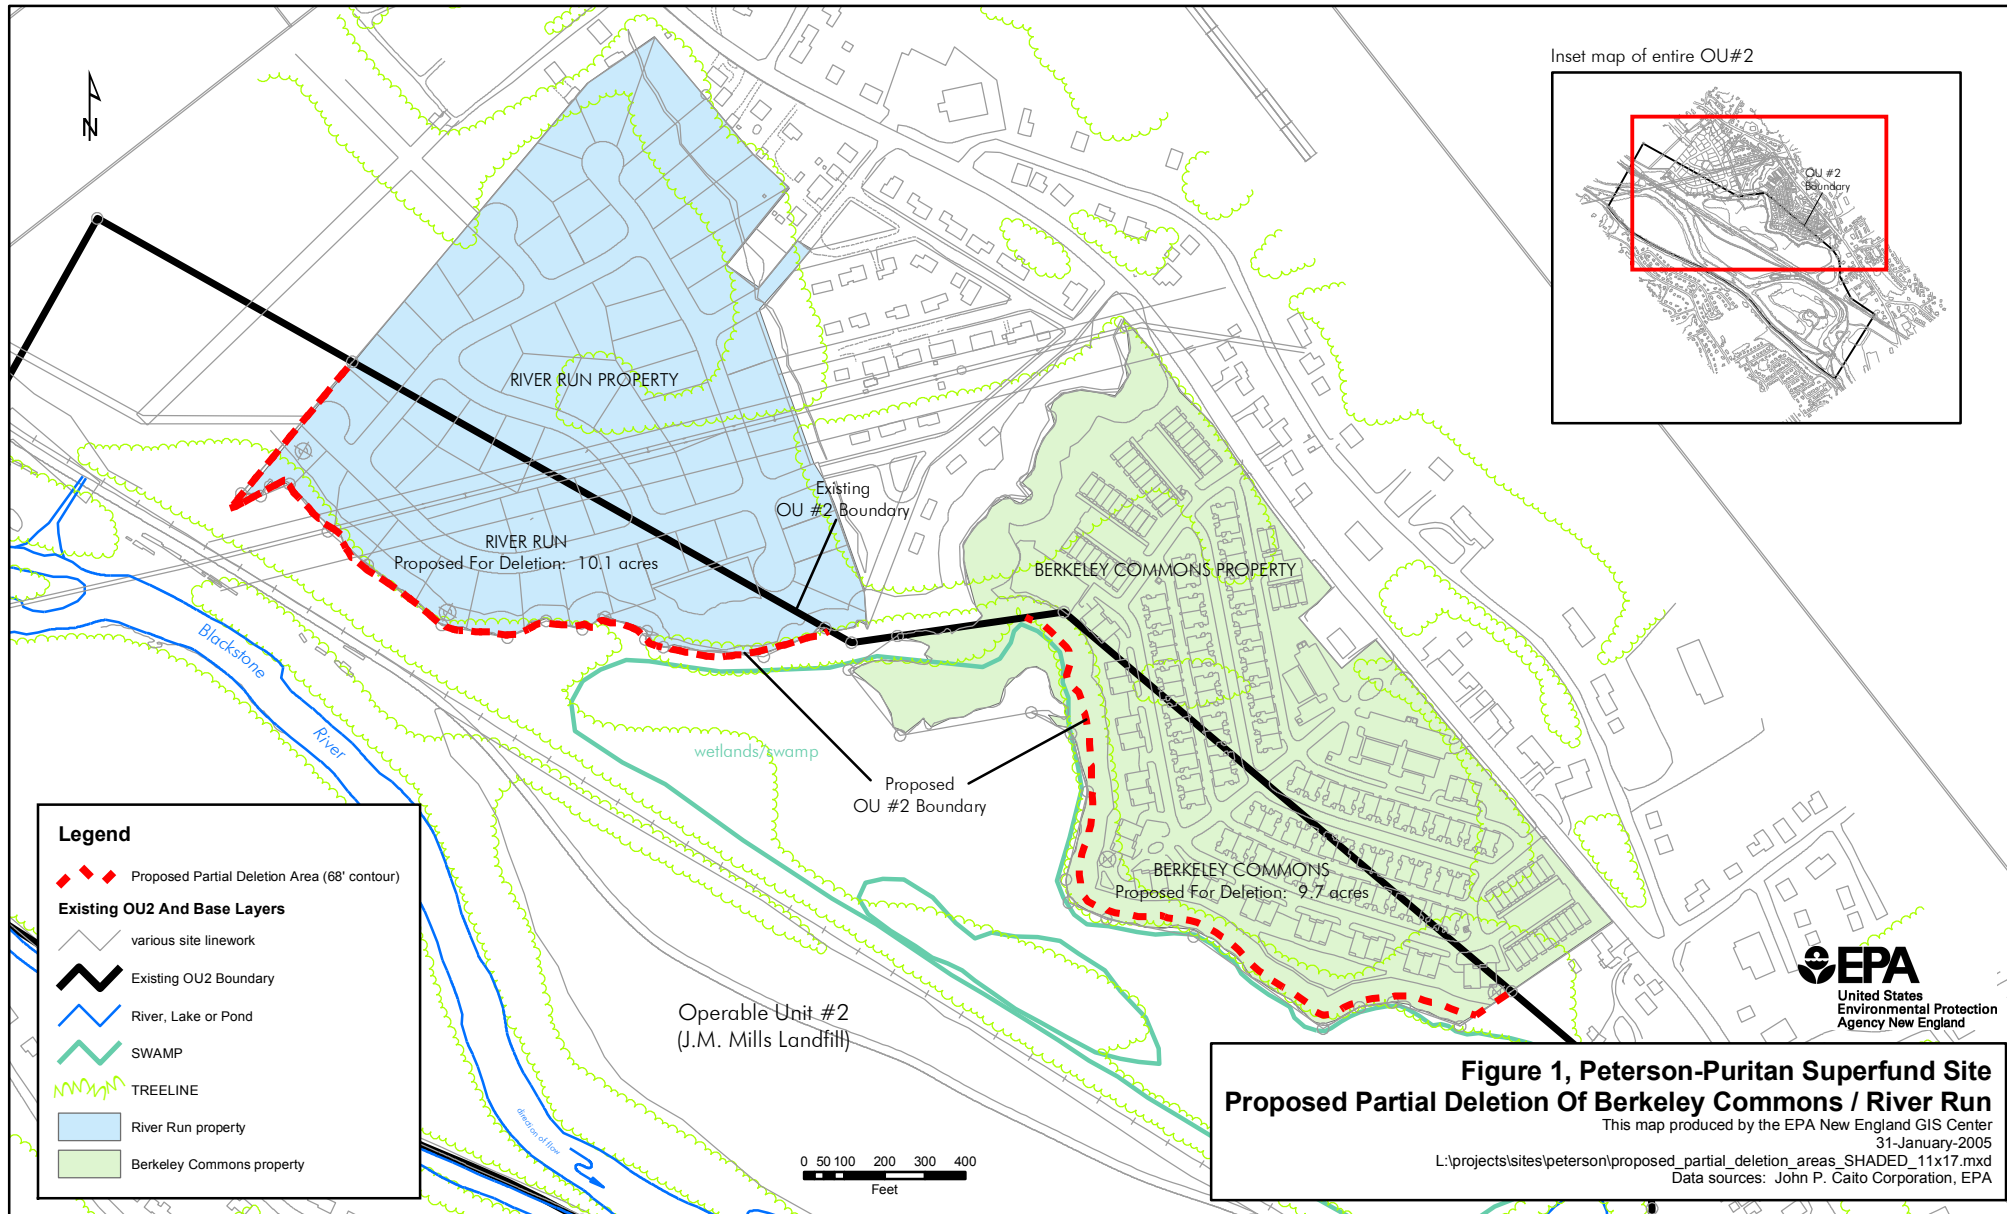 Inset map of entire OU#2
OU #2
Boundary
N
RIVER RUN PROPERTY
Existing
OU #2 Boundary
RIVER RUN
Proposed For Deletion: 10.1 acres
BERKELEY COMMONS PROPERTY
Blackstone
River
wetlands/swamp
Proposed
OU #2 Boundary
BERKELEY COMMONS
Proposed For Deletion: 9.7 acres
Operable Unit #2
(J.M. Mills Landfill)
direction of flow
Legend
Proposed Partial Deletion Area (68' contour)
Existing OU2 And Base Layers
various site linework
Existing OU2 Boundary
River, Lake or Pond
SWAMP
TREELINE
River Run property
Berkeley Commons property
0 50 100 200 300 400
Feet
EPA
United States
Environmental Protection
Agency New England
Figure 1, Peterson-Puritan Superfund Site
Proposed Partial Deletion Of Berkeley Commons / River Run
This map produced by the EPA New England GIS Center
31-January-2005
L:\projects\sites\peterson\proposed_partial_deletion_areas_SHADED_11x17.mxd
Data sources: John P. Caito Corporation, EPA